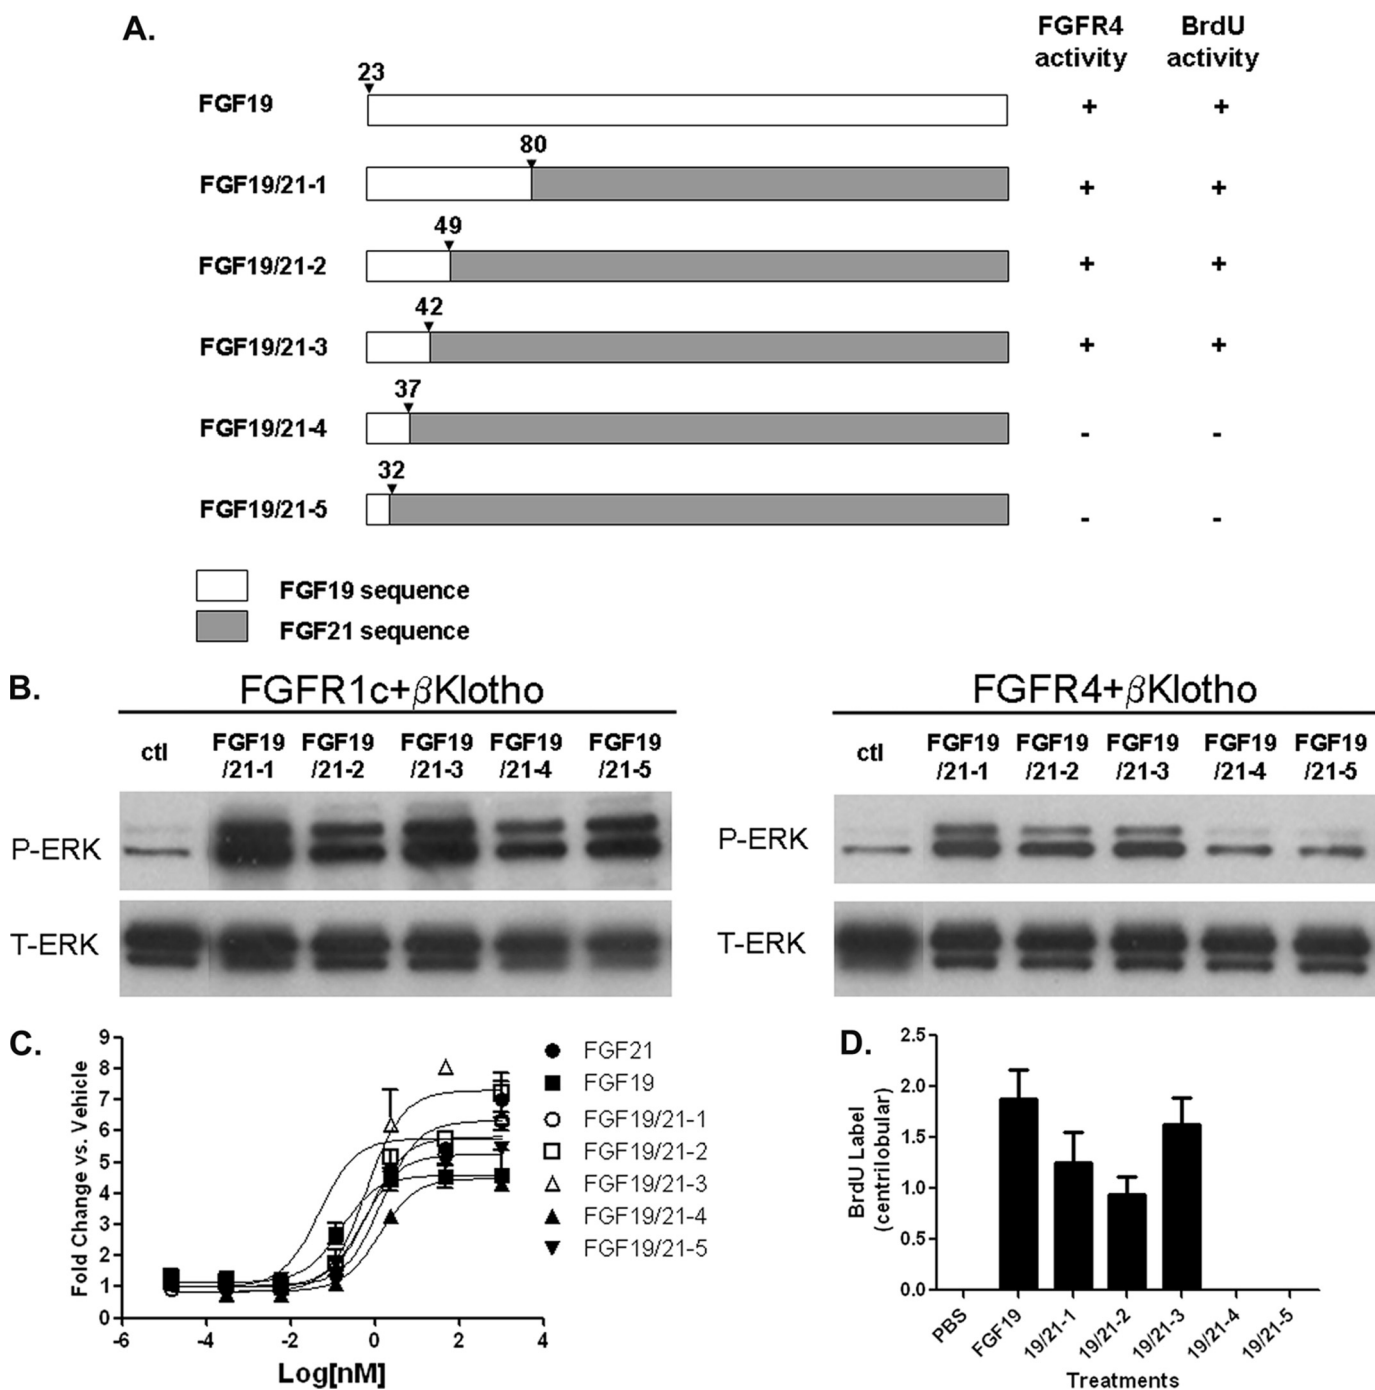 A.
FGFR4 BrdU
activity activity
23
FGF19 + +
80
FGF19/21-1 + +
49
FGF19/21-2 + +
42
FGF19/21-3 + +
37
FGF19/21-4 - -
32
FGF19/21-5 - -
FGF19 sequence
FGF21 sequence
B.
FGFR1c+βKlotho
ctl FGF19 FGF19 FGF19 FGF19 FGF19
/21-1 /21-2 /21-3 /21-4 /21-5
P-ERK
T-ERK
FGFR4+βKlotho
ctl FGF19 FGF19 FGF19 FGF19 FGF19
/21-1 /21-2 /21-3 /21-4 /21-5
P-ERK
T-ERK
C.
Fold Change vs. Vehicle
9
8
7
6
5
4
3
2
1
0
-6 -4 -2 0 2 4
Log[nM]
FGF21
FGF19
FGF19/21-1
FGF19/21-2
FGF19/21-3
FGF19/21-4
FGF19/21-5
D.
BrdU Label
(centrilobular)
2.5
2.0
1.5
1.0
0.5
0.0
PBS FGF19 19/21-1 19/21-2 19/21-3 19/21-4 19/21-5
Treatments